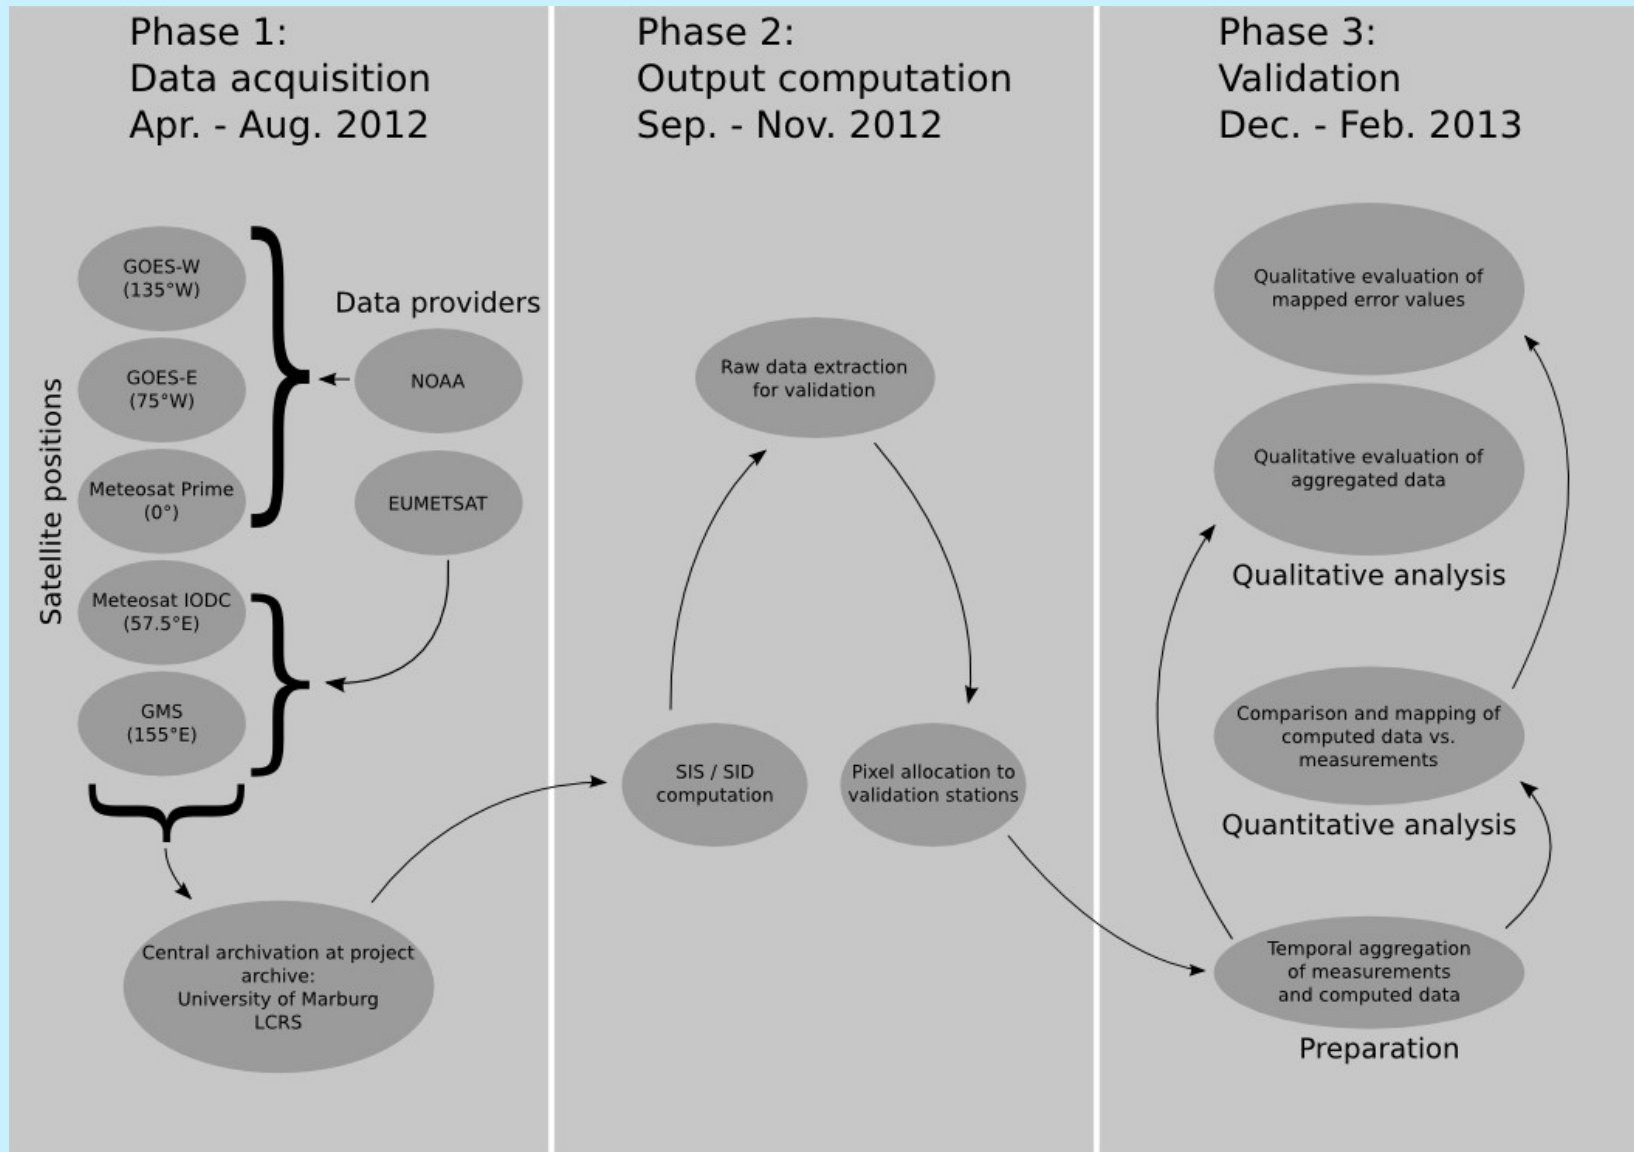 Phase 1:
Data acquisition
Apr. - Aug. 2012
Satellite positions
GOES-W
(135°W)
GOES-E
(75°W)
Meteosat Prime
(0°)
Meteosat IODC
(57.5°E)
GMS
(155°E)
Data providers
NOAA
EUMETSAT
Central archivation at project
archive:
University of Marburg
LCRS
Phase 2:
Output computation
Sep. - Nov. 2012
Raw data extraction
for validation
SIS / SID
computation
Pixel allocation to
validation stations
Phase 3:
Validation
Dec. - Feb. 2013
Qualitative evaluation of
mapped error values
Qualitative evaluation of
aggregated data
Qualitative analysis
Comparison and mapping of
computed data vs.
measurements
Quantitative analysis
Temporal aggregation
of measurements
and computed data
Preparation